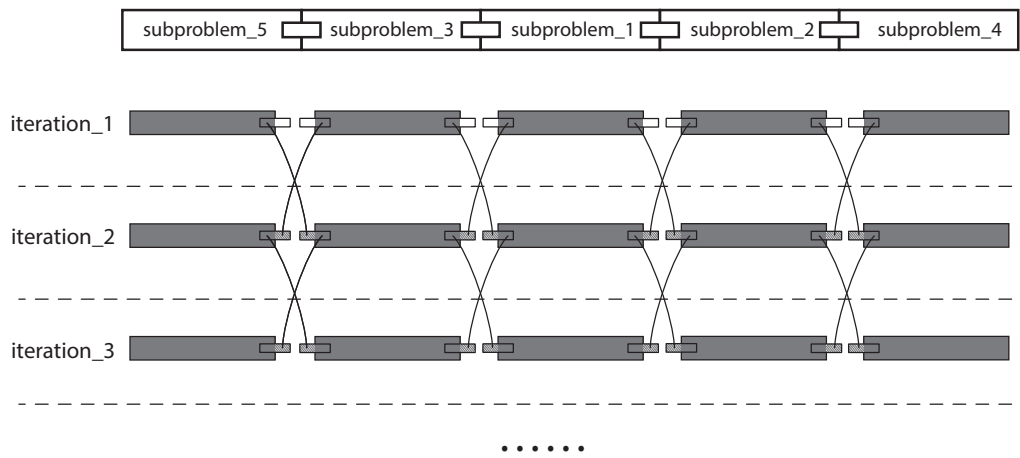 subproblem_5 subproblem_3 subproblem_1 subproblem_2 subproblem_4
iteration_1
iteration_2
iteration_3
......